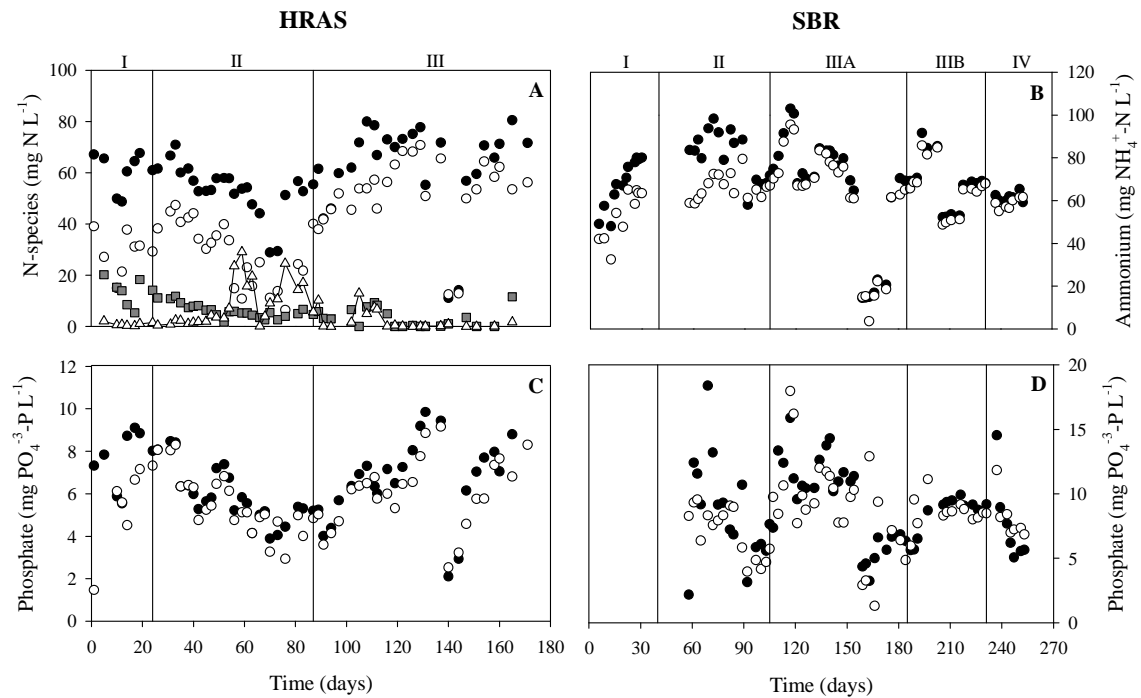 HRAS
SBR
I II III
I II IIIA IIIB IV
N-species (mg N L⁻¹)
100
80
60
40
20
0
A
B
120
100
80
60
40
20
0
Ammonium (mg NH₄⁺-N L⁻¹)
Phosphate (mg PO₄⁻³-P L⁻¹)
12
10
8
6
4
2
0
C
D
20
15
10
5
0
Phosphate (mg PO₄⁻³-P L⁻¹)
0 20 40 60 80 100 120 140 160 180
0 30 60 90 120 150 180 210 240 270
Time (days)
Time (days)